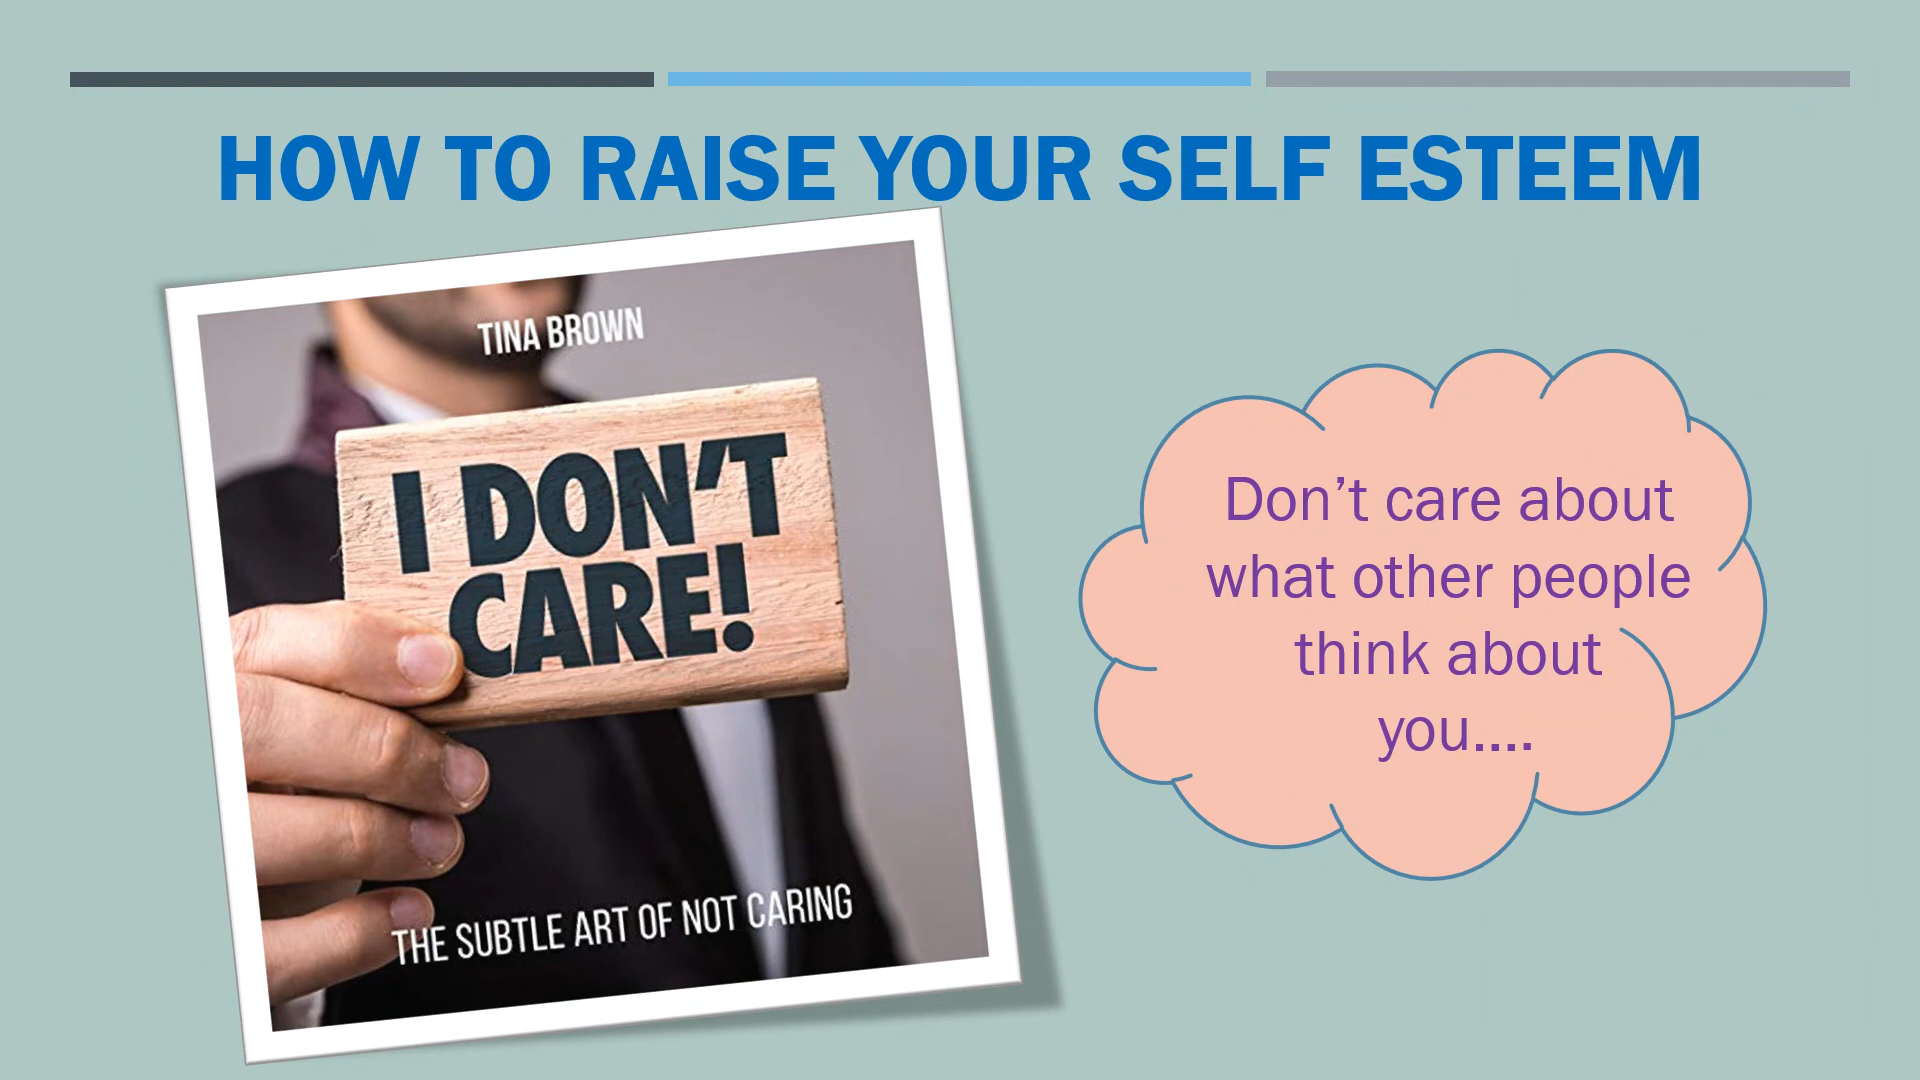 HOW TO RAISE YOUR SELF ESTEEM
TINA BROWN
I DON’T
CARE!
THE SUBTLE ART OF NOT CARING
Don’t care about
what other people
think about
you....